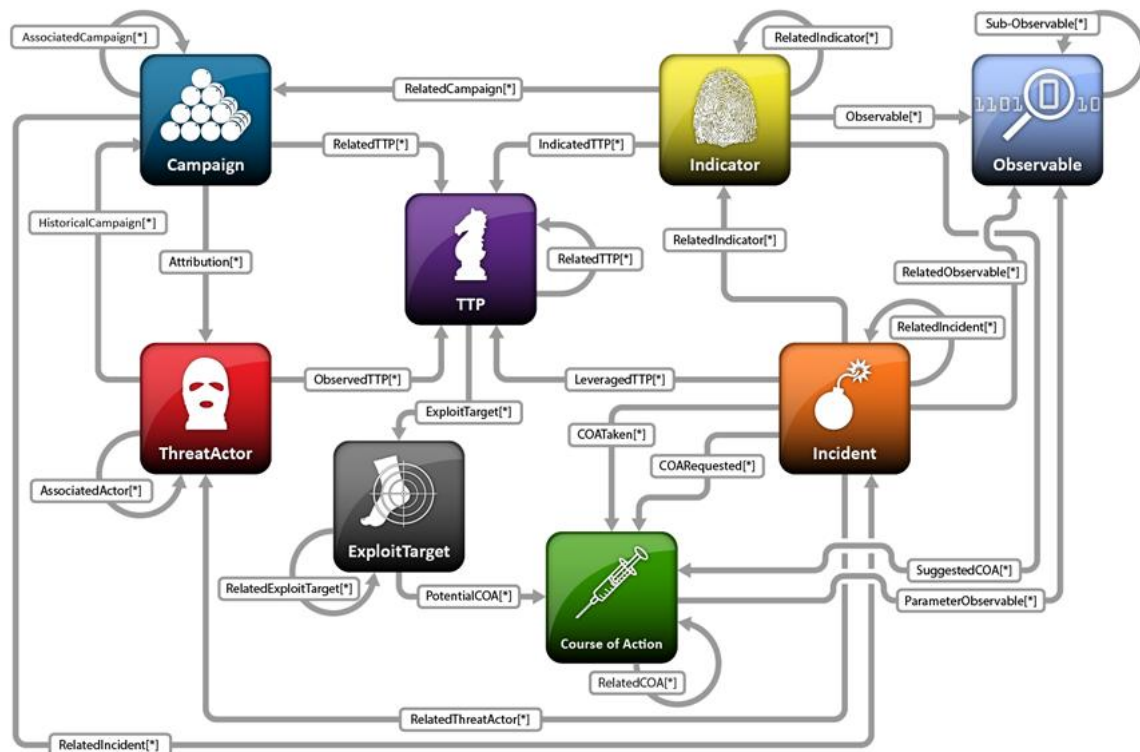 AssociatedCampaign[*]
RelatedIndicator[*]
Sub-Observable[*]
RelatedCampaign[*]
1101 0 10
Observable[*]
Campaign
RelatedTTP[*]
IndicatedTTP[*]
Indicator
Observable
HistoricalCampaign[*]
RelatedIndicator[*]
Attribution[*]
RelatedTTP[*]
RelatedObservable[*]
TTP
RelatedIncident[*]
ObservedTTP[*]
LeveragedTTP[*]
ExploitTarget[*]
COATaken[*]
ThreatActor
Incident
COARequested[*]
AssociatedActor[*]
ExploitTarget
SuggestedCOA[*]
RelatedExploitTarget[*]
PotentialCOA[*]
ParameterObservable[*]
Course of Action
RelatedCOA[*]
RelatedThreatActor[*]
RelatedIncident[*]